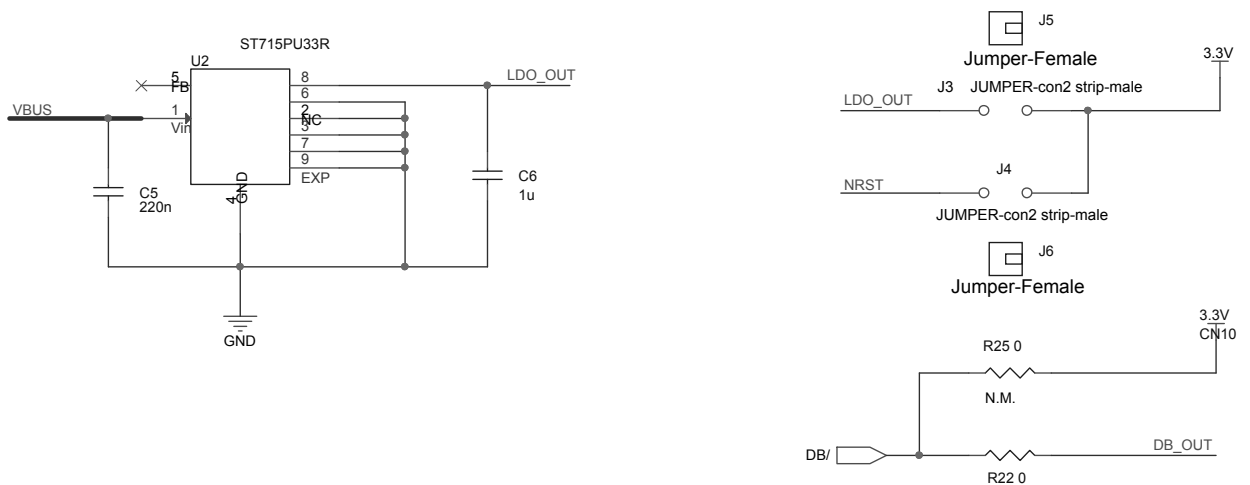 ST715PU33R
U2
5
FB
VBUS
1
Vin
8
6
2
NC
3
7
9
EXP
LDO_OUT
C5
220n
4
GND
C6
1u
GND
J5
Jumper-Female
3.3V
J3
JUMPER-con2 strip-male
LDO_OUT
J4
NRST
JUMPER-con2 strip-male
J6
Jumper-Female
3.3V
CN10
R25 0
N.M.
DB/
DB_OUT
R22 0